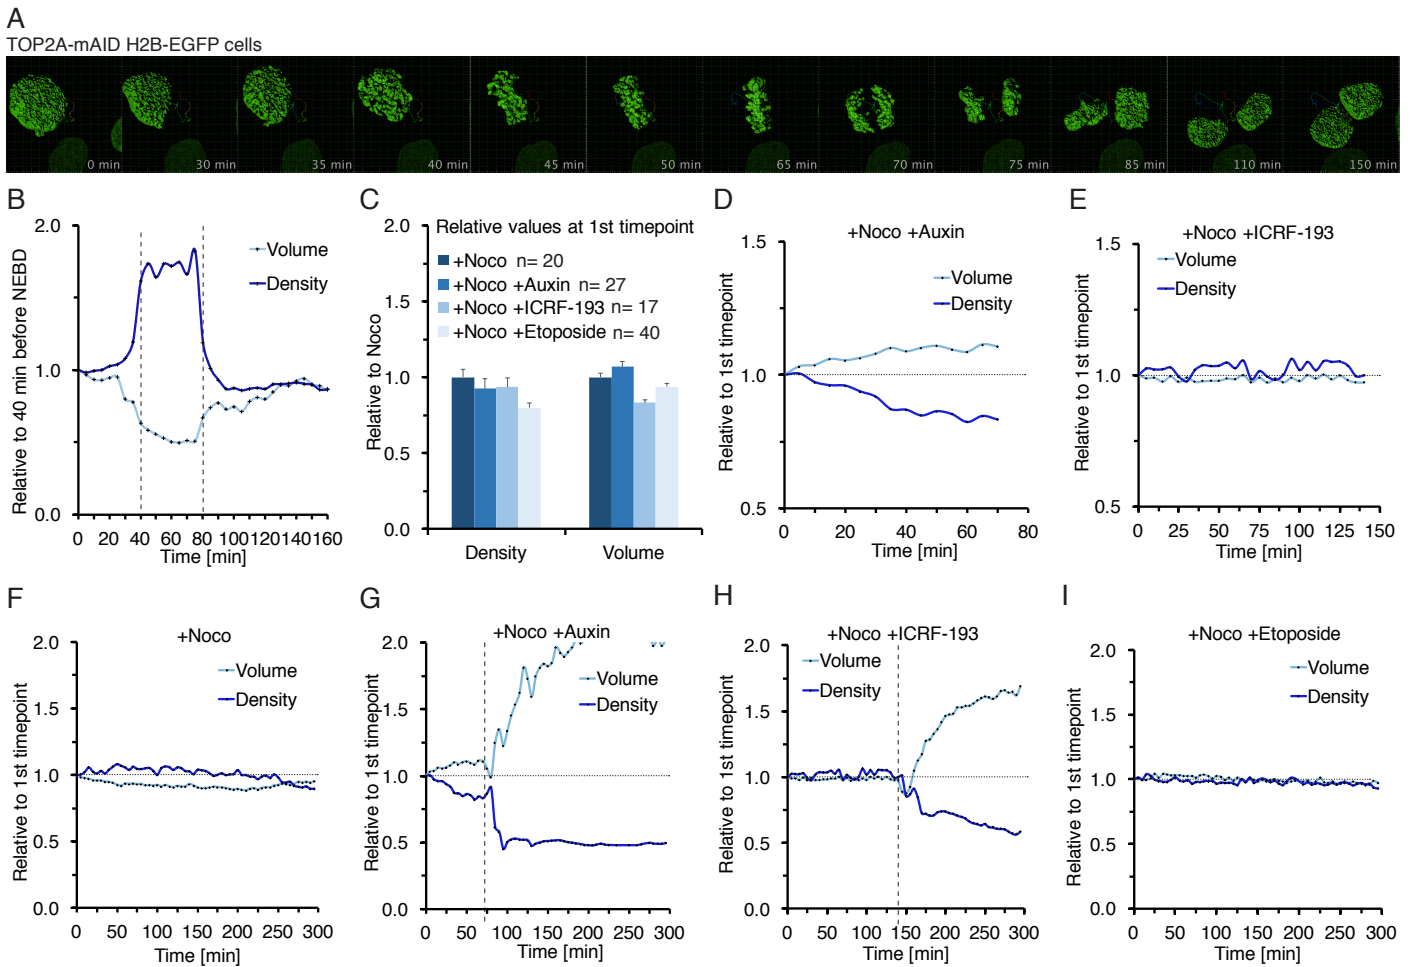 A
TOP2A-mAID H2B-EGFP cells
0 min 30 min 35 min 40 min 45 min 50 min 65 min 70 min 75 min 85 min 110 min 150 min
B
Relative to 40 min before NEBD
2.0
1.0
0.0
Volume
Density
0 20 40 60 80 100120140160
Time [min]
C
Relative to Noco
2.0
1.5
1.0
0.5
0.0
Relative values at 1st timepoint
+Noco n= 20
+Noco +Auxin n= 27
+Noco +ICRF-193 n= 17
+Noco +Etoposide n= 40
Density Volume
D
+Noco +Auxin
Relative to 1st timepoint
1.5
1.0
0.5
Volume
Density
0 20 40 60 80
Time [min]
E
+Noco +ICRF-193
Relative to 1st timepoint
1.5
1.0
0.5
Volume
Density
0 25 50 75 100 125 150
Time [min]
F
+Noco
Relative to 1st timepoint
2.0
1.5
1.0
0.5
0.0
Volume
Density
0 50 100 150 200 250 300
Time [min]
G
+Noco +Auxin
Relative to 1st timepoint
2.0
1.5
1.0
0.5
0.0
Volume
Density
0 50 100 150 200 250 300
Time [min]
H
+Noco +ICRF-193
Relative to 1st timepoint
2.0
1.5
1.0
0.5
0.0
Volume
Density
0 50 100 150 200 250 300
Time [min]
I
+Noco +Etoposide
Relative to 1st timepoint
2.0
1.5
1.0
0.5
0.0
Volume
Density
0 50 100 150 200 250 300
Time [min]